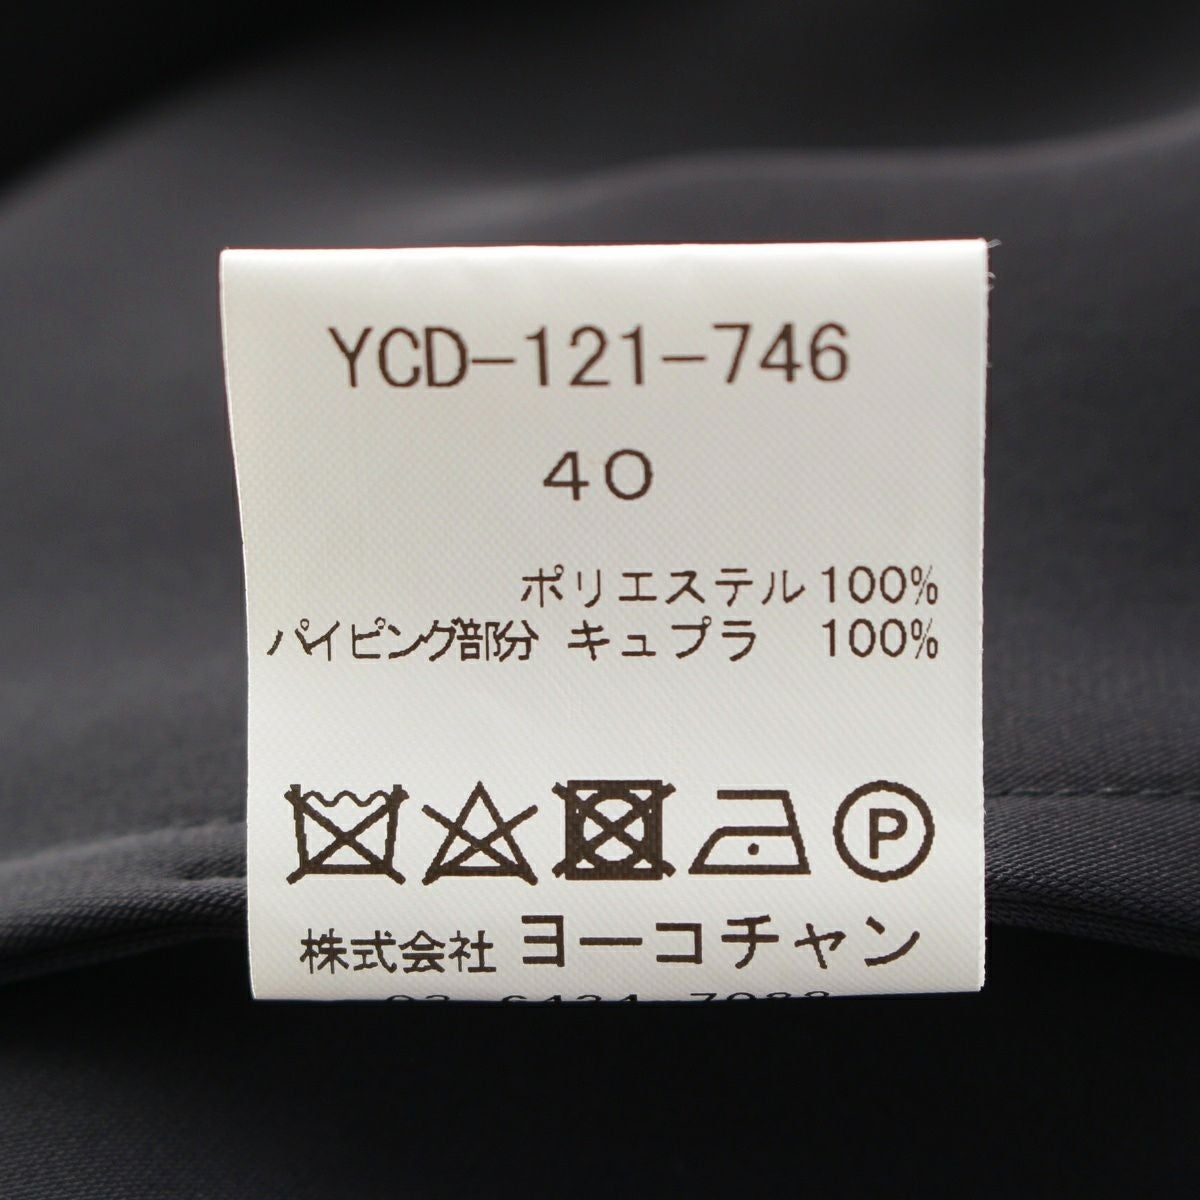 YCD-121-746
40
ポリエステル 100%
パイピング部分 キュプラ 100%
P
株式会社 ヨーコチャン